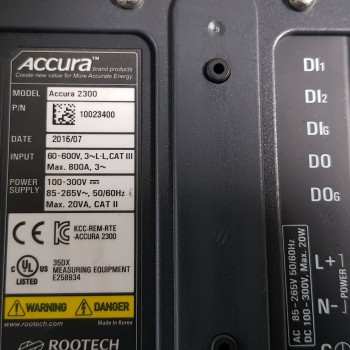 Accura™
brand products
Create new value for More Accurate Energy
MODEL Accura 2300
P/N 10023400
DATE 2016/07
INPUT 60-600V, 3~L-L,CAT III
Max. 800A, 3~
POWER SUPPLY 100-300V
85-265V~, 50/60Hz
Max. 20VA, CAT II
KCC-REM-RTE
-ACCURA 2300
C UL US
LISTED
35DX
MEASURING EQUIPMENT
E258934
WARNING DANGER
www.rootech.com Made in Korea
ROOTECH
DI1
DI2
DIG
DO
DOG
AC 85-265V 50/60Hz
DC 100-300V, Max. 20W
L+
N-
POWER